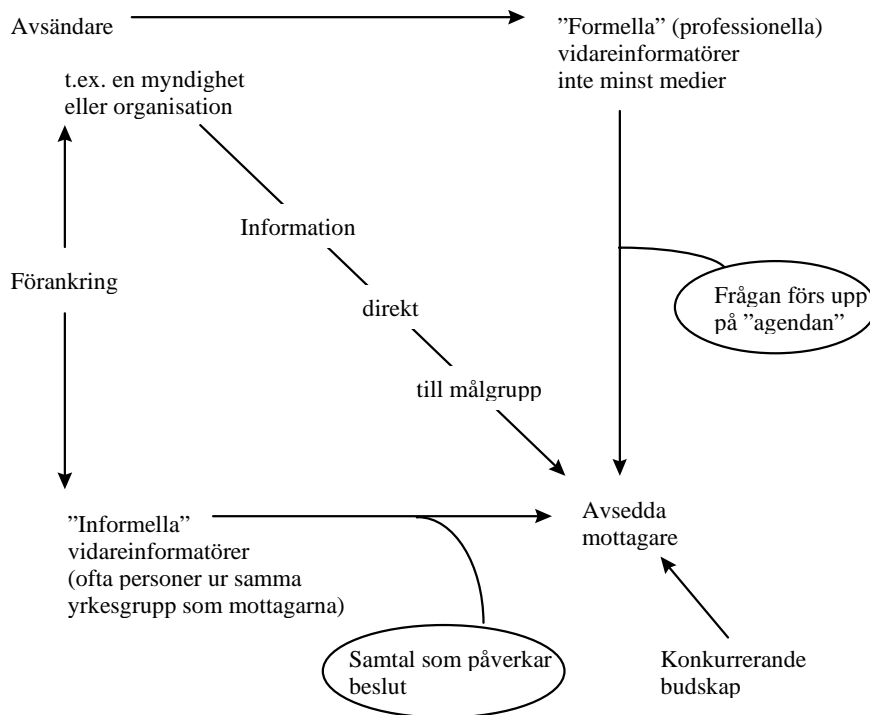 Avsändare
”Formella” (professionella)
vidareinformatörer
inte minst medier
t.ex. en myndighet
eller organisation
Information
Förankring
direkt
Frågan förs upp
på ”agendan”
till målgrupp
”Informella”
vidareinformatörer
(ofta personer ur samma
yrkesgrupp som mottagarna)
Avsedda
mottagare
Samtal som påverkar
beslut
Konkurrerande
budskap